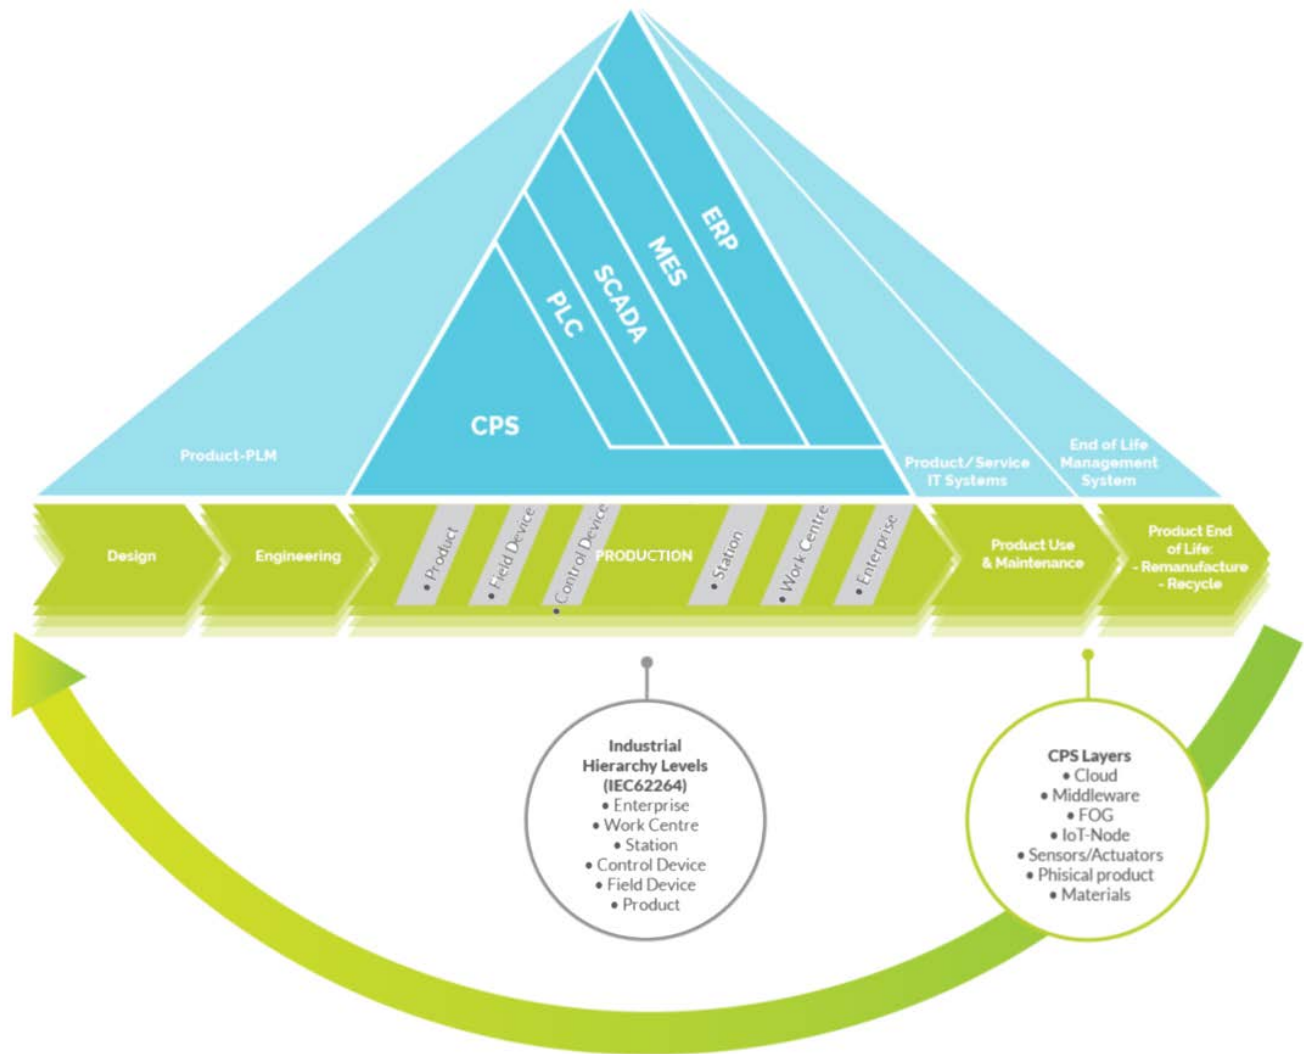 ERP
MES
SCADA
PLC
CPS
Product-PLM
Product/Service
IT Systems
End of Life
Management
System
Design
Engineering
• Product
• Field Device
• Control Device
PRODUCTION
• Station
• Work Centre
• Enterprise
Product Use
& Maintenance
Product End
of Life:
- Remanufacture
- Recycle
Industrial
Hierarchy Levels
(IEC62264)
• Enterprise
• Work Centre
• Station
• Control Device
• Field Device
• Product
CPS Layers
• Cloud
• Middleware
• FOG
• IoT-Node
• Sensors/Actuators
• Phisical product
• Materials